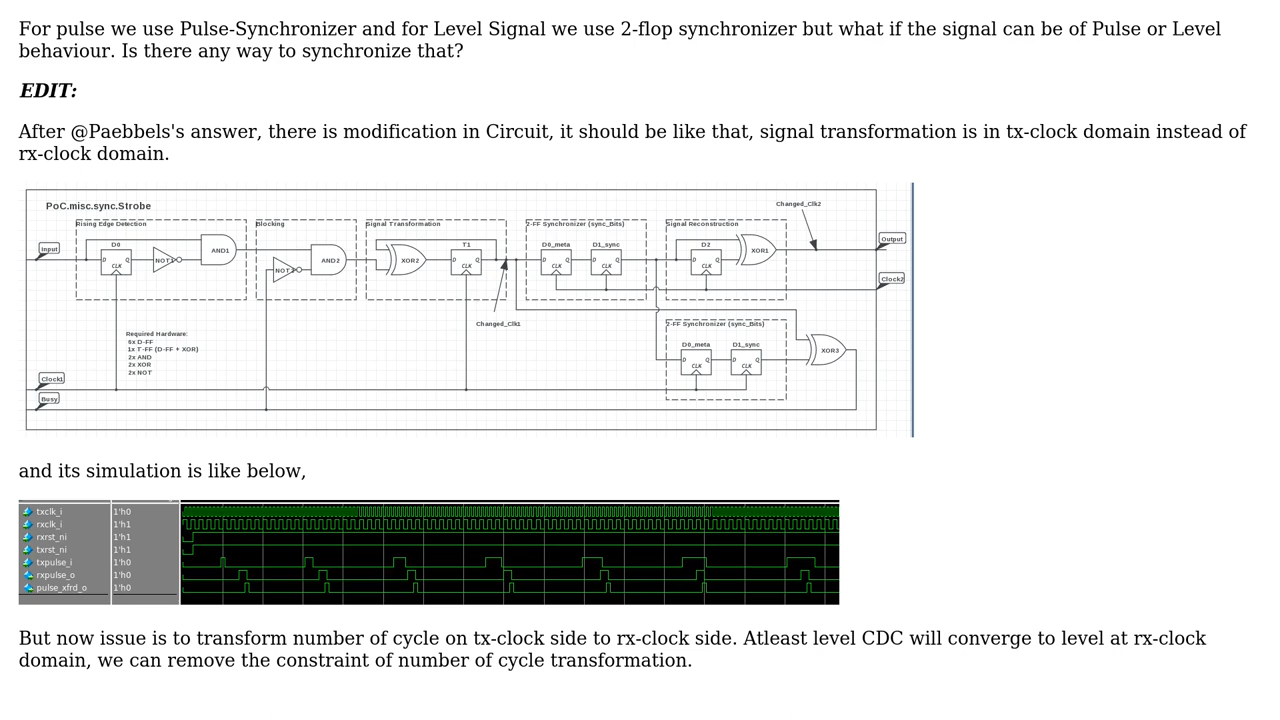 For pulse we use Pulse-Synchronizer and for Level Signal we use 2-flop synchronizer but what if the signal can be of Pulse or Level
behaviour. Is there any way to synchronize that?
EDIT:
After @Paebbels's answer, there is modification in Circuit, it should be like that, signal transformation is in tx-clock domain instead of
rx-clock domain.
PoC.misc.sync.Strobe
Changed_Clk2
Rising Edge Detection
Blocking
Signal Transformation
2-FF Synchronizer (sync_Bits)
Signal Reconstruction
Input
D0
D Q
CLK
NOT1
AND1
NOT2
AND2
XOR2
T1
D Q
CLK
D0_meta
D Q
CLK
D1_sync
D Q
CLK
D2
D Q
CLK
XOR1
Output
Clock2
Changed_Clk1
2-FF Synchronizer (sync_Bits)
D0_meta
D Q
CLK
D1_sync
D Q
CLK
XOR3
Required Hardware:
6x D-FF
1x T-FF (D-FF + XOR)
2x AND
2x XOR
2x NOT
Clock1
Busy
and its simulation is like below,
txclk_i 1'h0
rxclk_i 1'h1
rxrst_ni 1'h1
txrst_ni 1'h1
txpulse_i 1'h0
rxpulse_o 1'h0
pulse_xfrd_o 1'h0
But now issue is to transform number of cycle on tx-clock side to rx-clock side. Atleast level CDC will converge to level at rx-clock
domain, we can remove the constraint of number of cycle transformation.